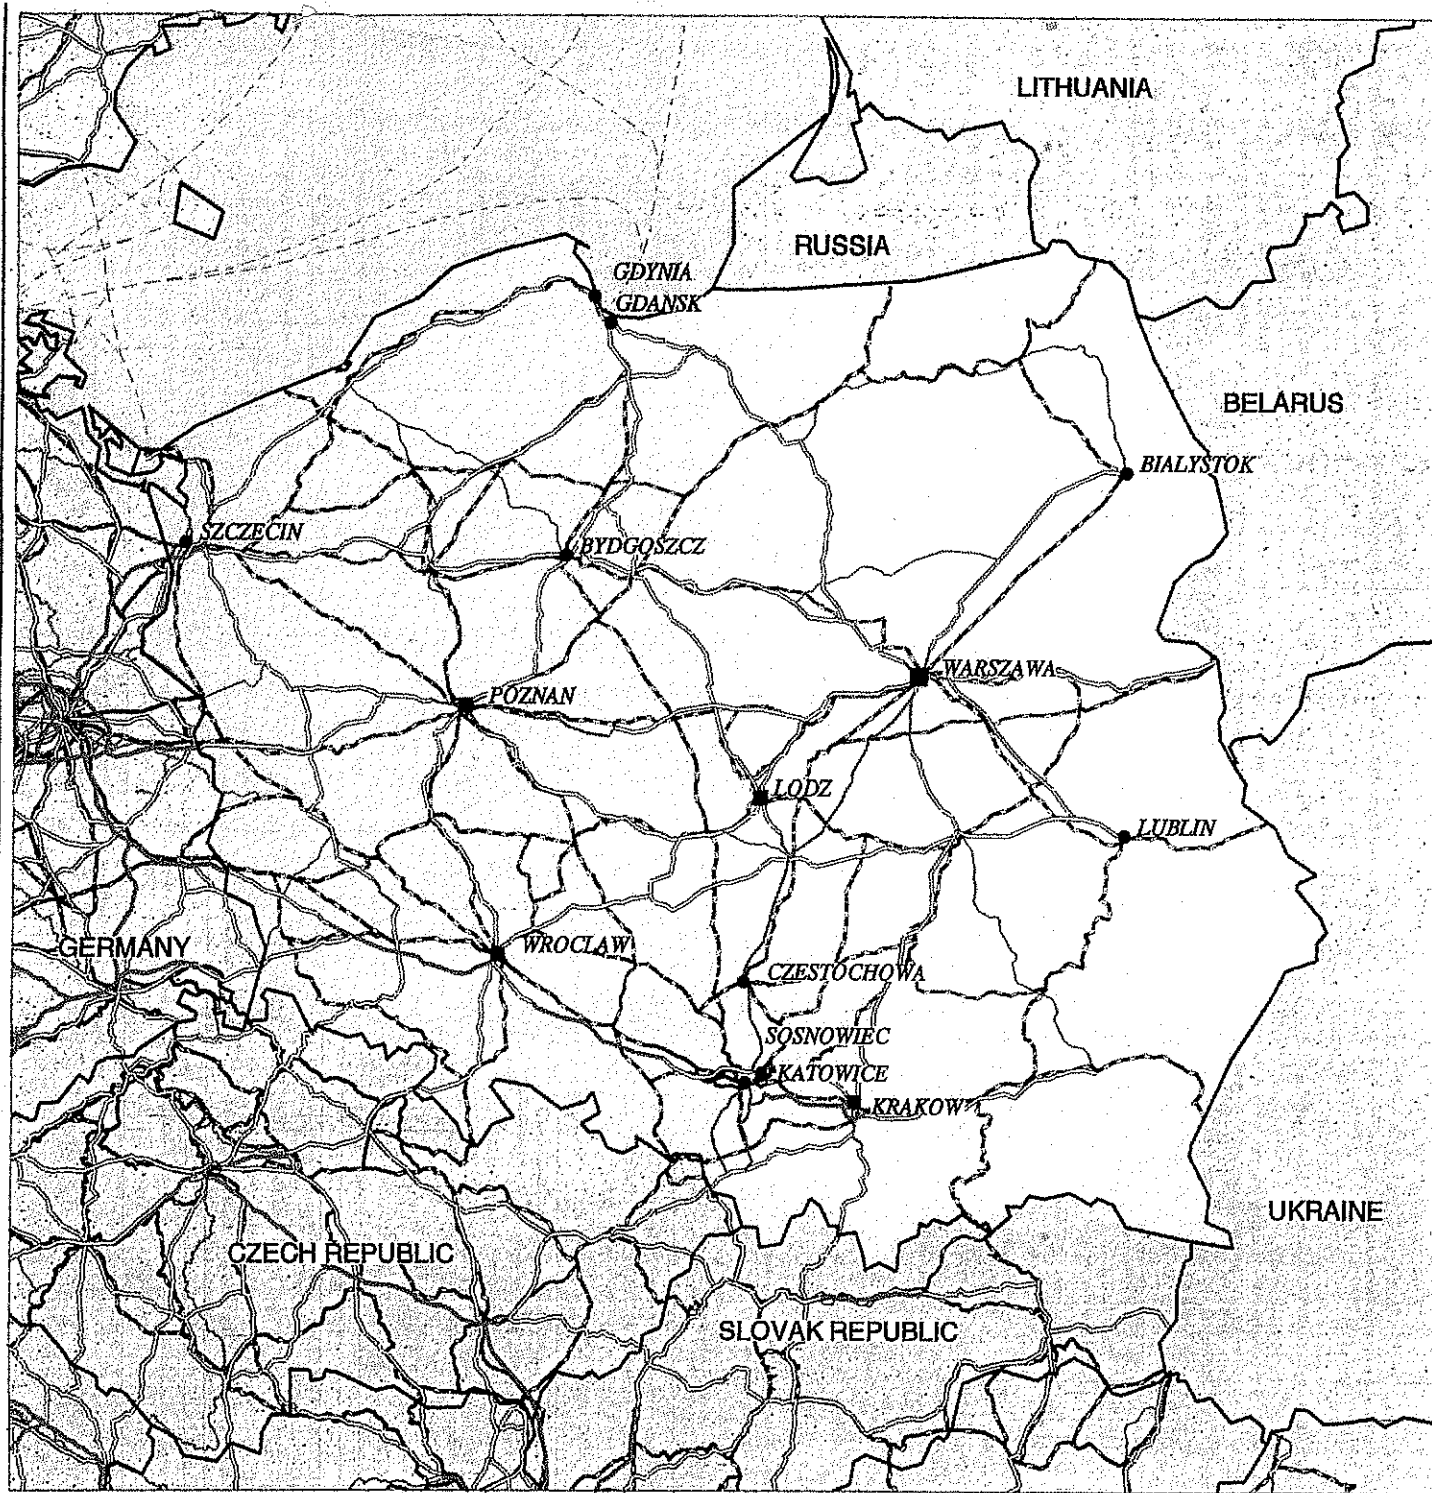 LITHUANIA
RUSSIA
GDYNIA
GDANSK
BELARUS
BIALYSTOK
SZCZECIN
BYDGOSZCZ
WARSZAWA
POZNAN
LODZ
LUBLIN
GERMANY
WROCLAW
CZESTOCHOWA
SOSNOWIEC
KATOWICE
KRAKOW
UKRAINE
CZECH REPUBLIC
SLOVAK REPUBLIC